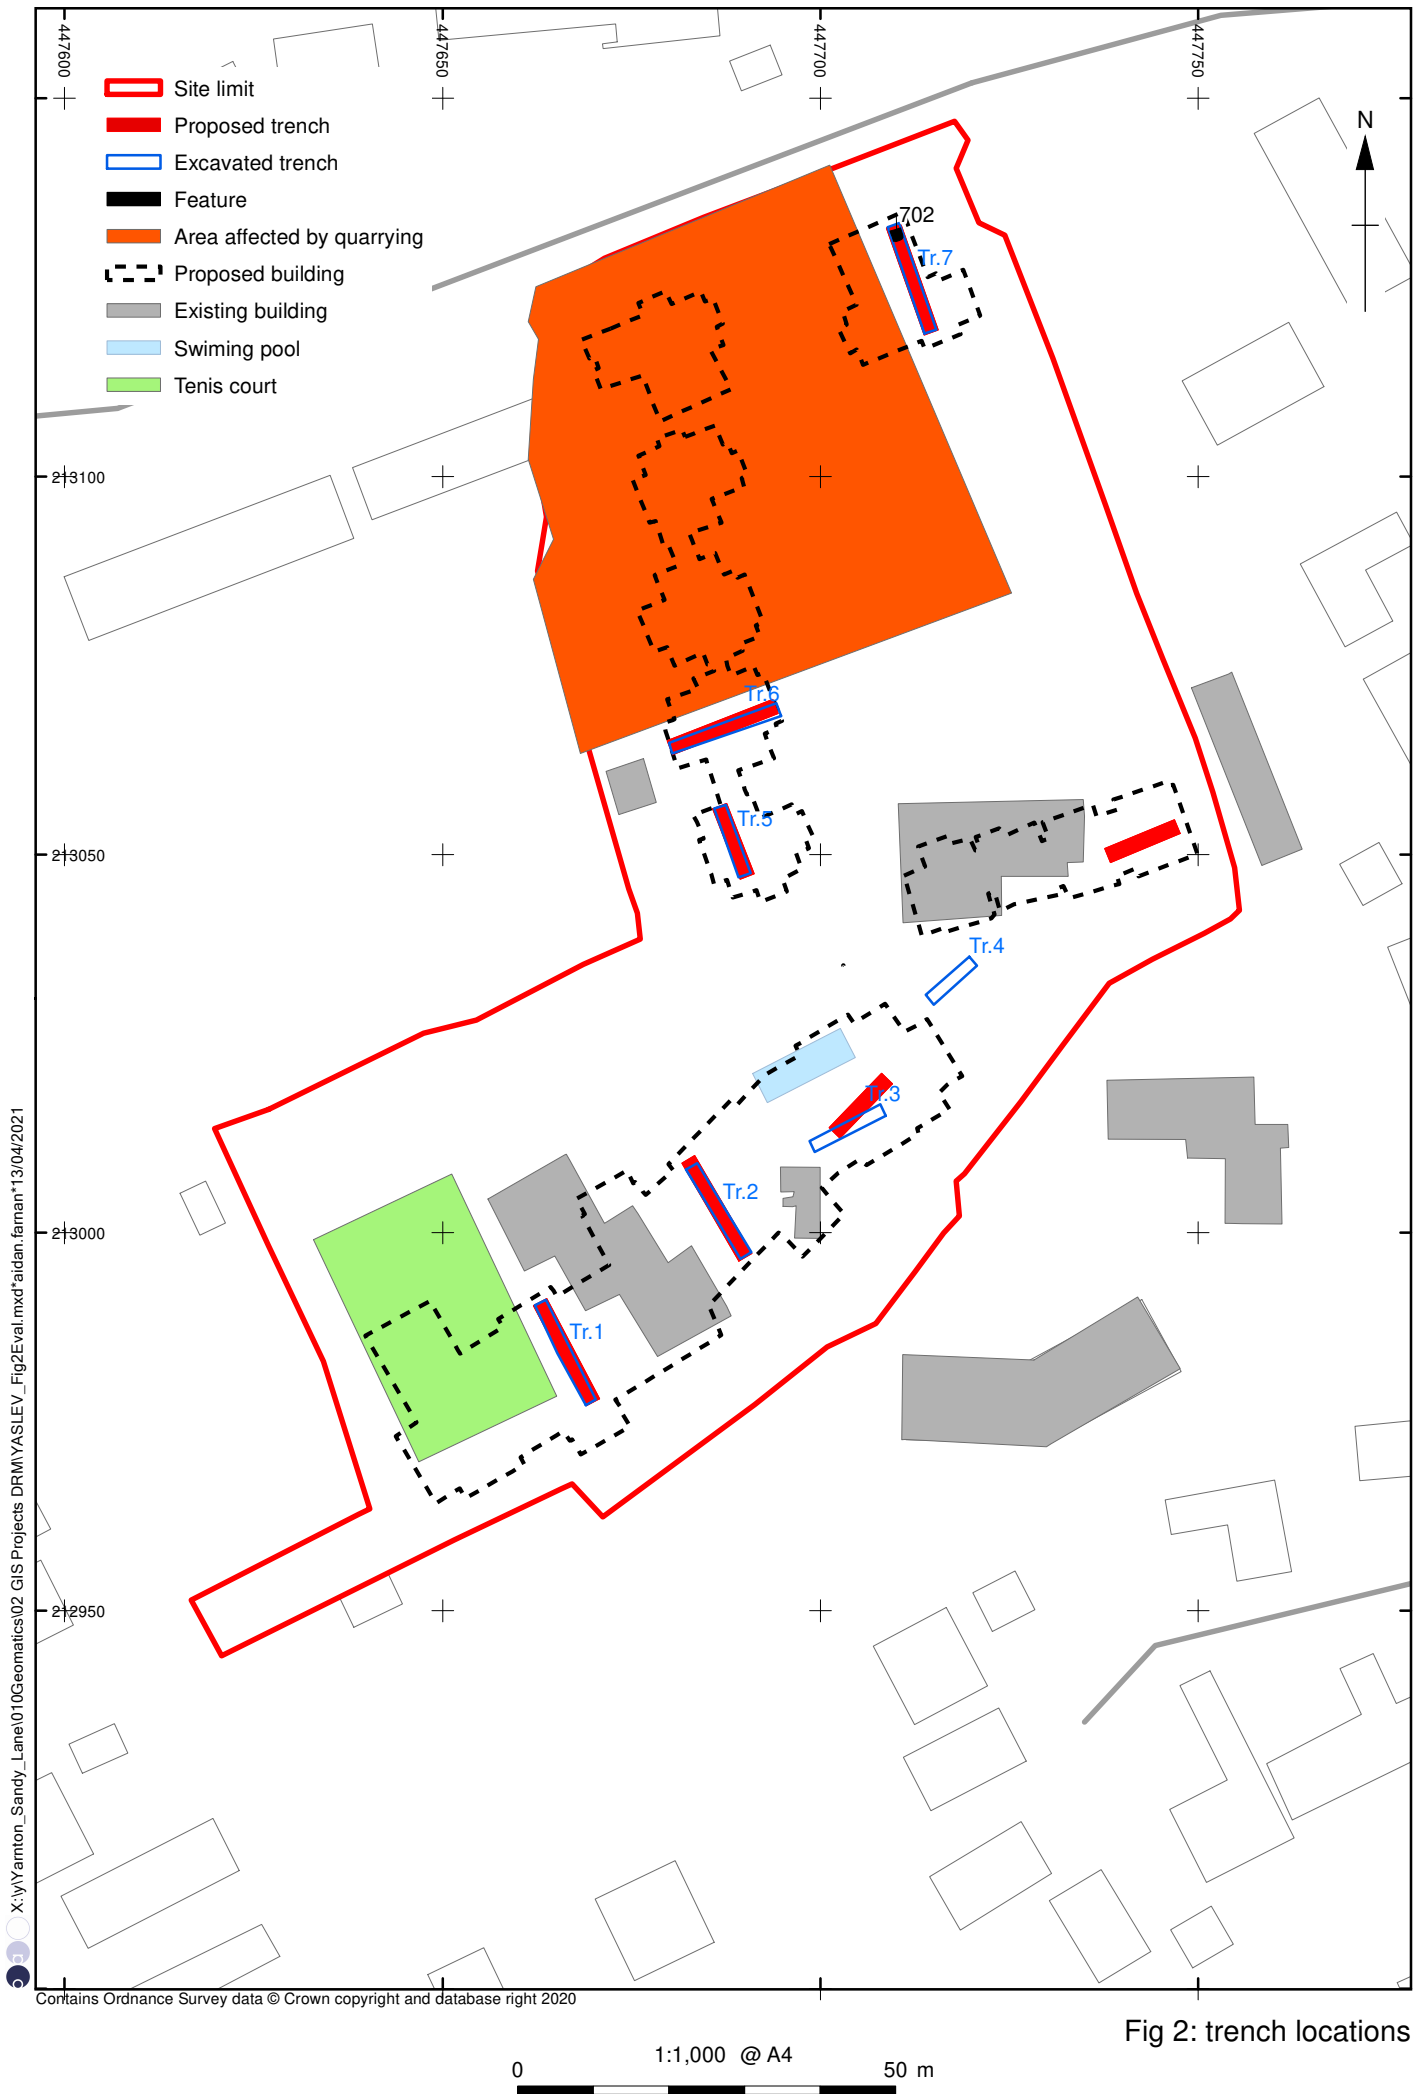 447600
447650
447700
447750
Site limit
Proposed trench
Excavated trench
Feature
Area affected by quarrying
Proposed building
Existing building
Swiming pool
Tenis court
N
702
Tr.7
213100
Tr.6
Tr.5
213050
Tr.4
Tr.3
Tr.2
213000
Tr.1
212950
X:\y\Yarnton_Sandy_Lane\010Geomatics\02 GIS Projects DRM\YASLEV_Fig2Eval.mxd*aidan.farnan*13/04/2021
Contains Ordnance Survey data © Crown copyright and database right 2020
Fig 2: trench locations
1:1,000 @ A4
0 50 m